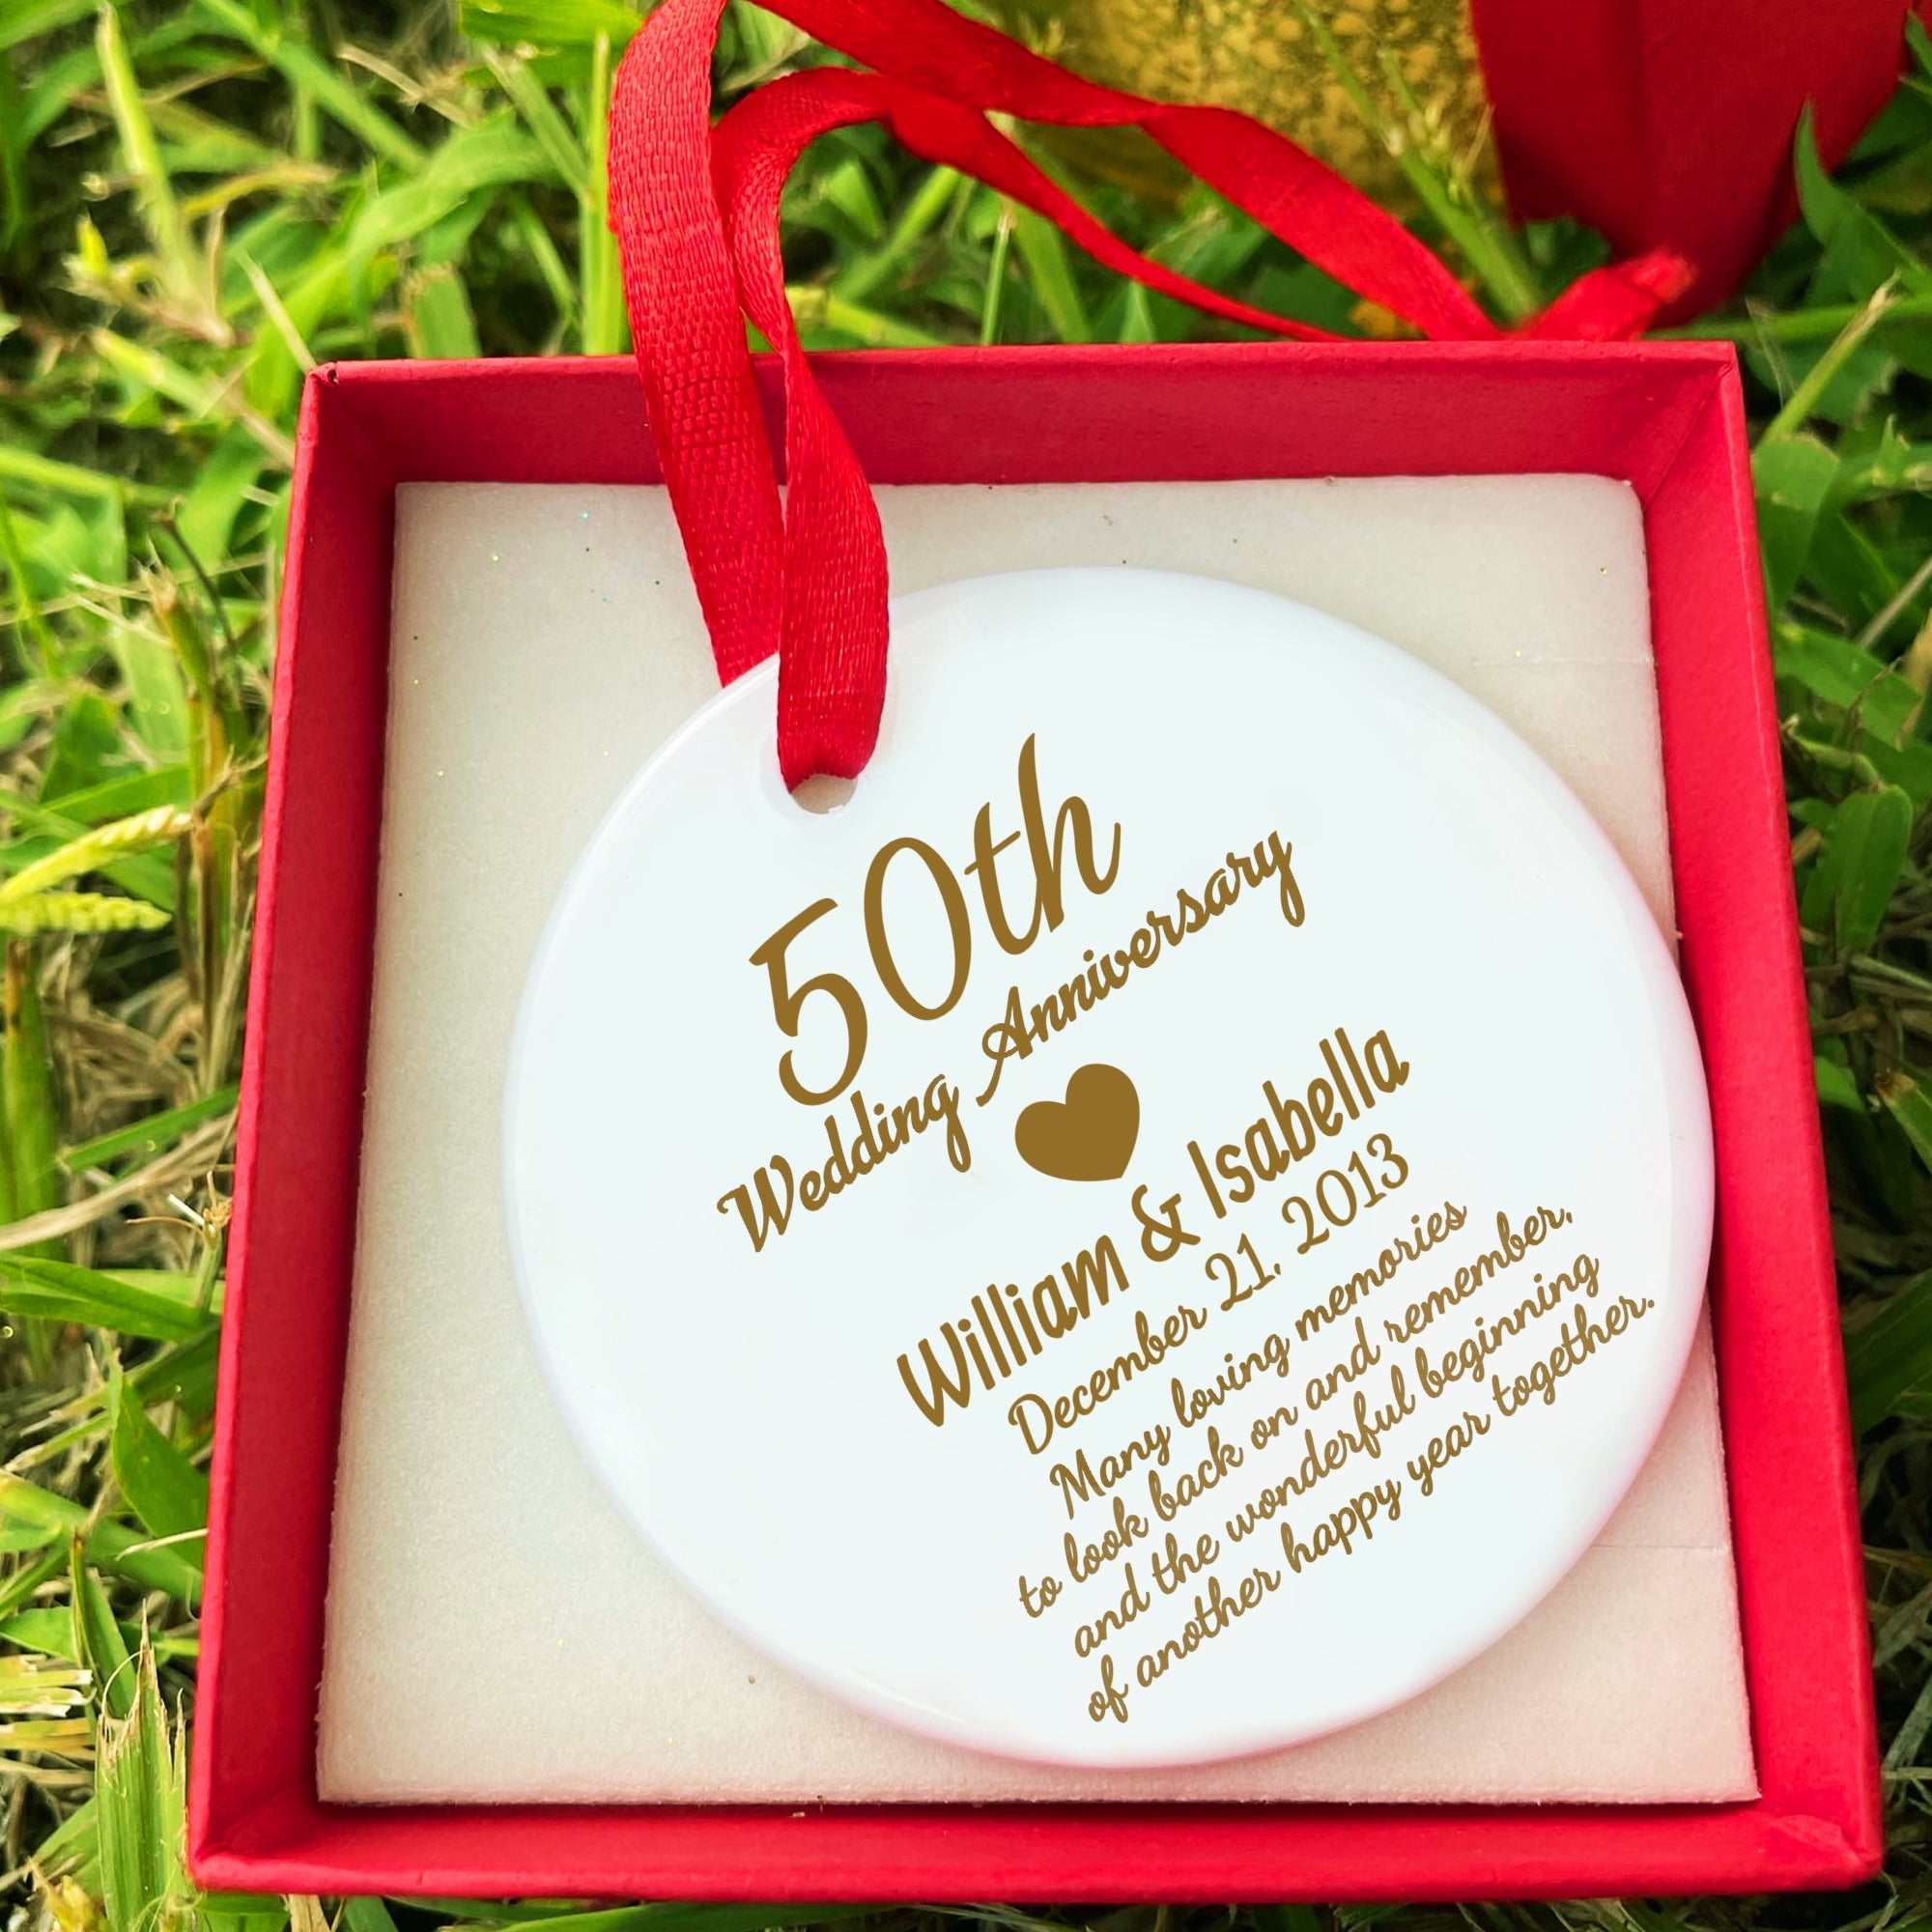 50th
Wedding Anniversary
William & Isabella
December 21, 2013
Many loving memories
to look back on and remember,
and the wonderful beginning
of another happy year together.